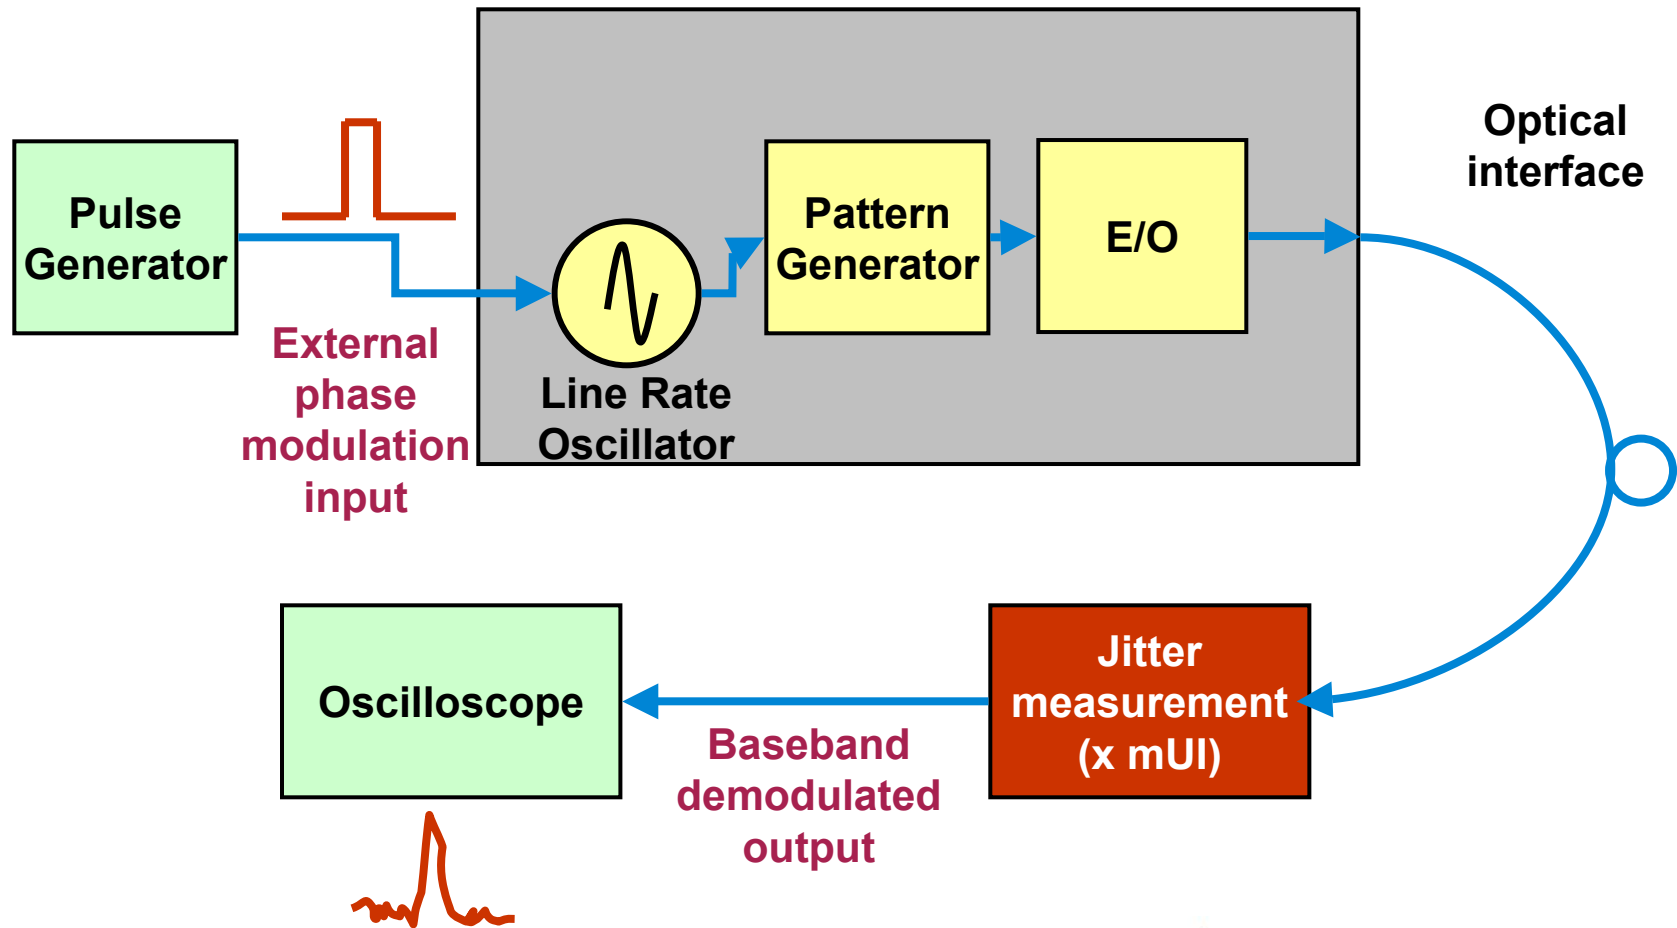 Pulse
Generator
External
phase
modulation
input
Line Rate
Oscillator
Pattern
Generator
E/O
Optical
interface
Jitter
measurement
(x mUI)
Baseband
demodulated
output
Oscilloscope